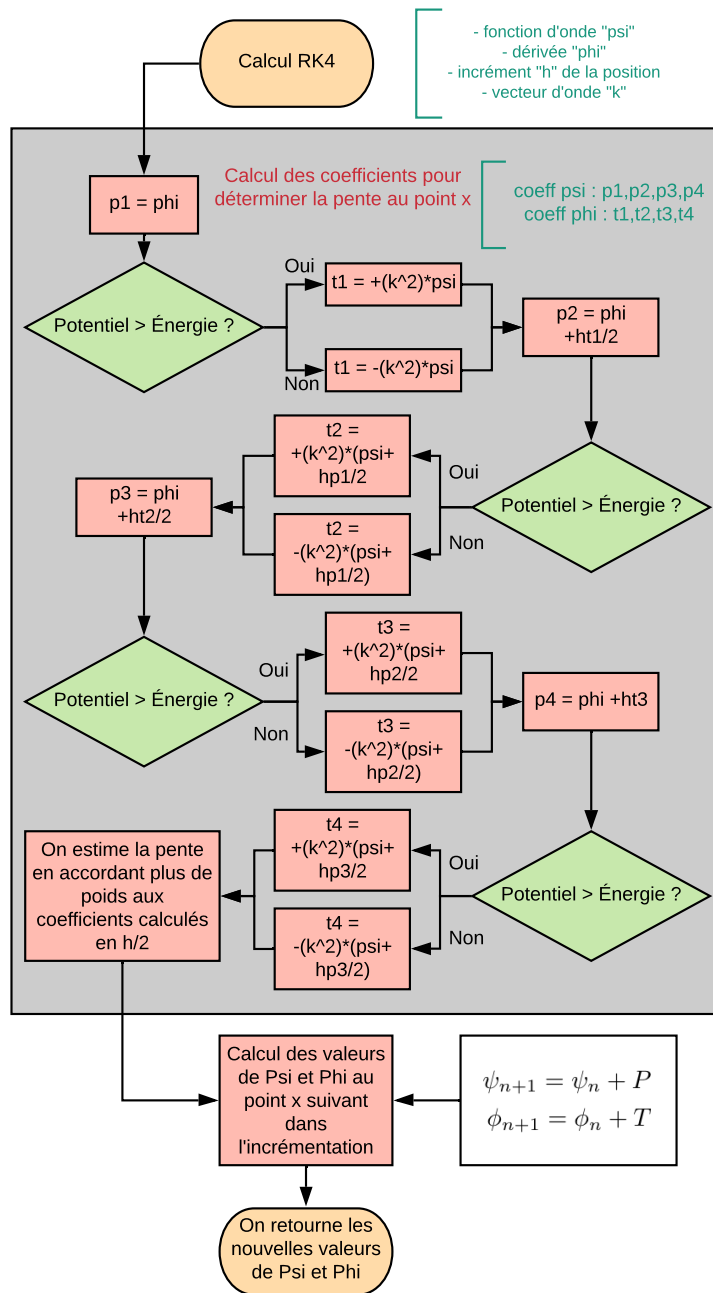 Calcul RK4
- fonction d'onde "psi"
- dérivée "phi"
- incrément "h" de la position
- vecteur d'onde "k"
p1 = phi
Calcul des coefficients pour
déterminer la pente au point x
coeff psi : p1,p2,p3,p4
coeff phi : t1,t2,t3,t4
Potentiel > Énergie ?
Oui
t1 = +(k^2)*psi
Non
t1 = -(k^2)*psi
p2 = phi
+ht1/2
Potentiel > Énergie ?
Oui
t2 =
+(k^2)*(psi+
hp1/2
Non
t2 =
-(k^2)*(psi+
hp1/2)
p3 = phi
+ht2/2
Potentiel > Énergie ?
Oui
t3 =
+(k^2)*(psi+
hp2/2
Non
t3 =
-(k^2)*(psi+
hp2/2)
p4 = phi +ht3
Potentiel > Énergie ?
Oui
t4 =
+(k^2)*(psi+
hp3/2
Non
t4 =
-(k^2)*(psi+
hp3/2)
On estime la pente
en accordant plus de
poids aux
coefficients calculés
en h/2
Calcul des valeurs
de Psi et Phi au
point x suivant
dans
l'incrémentation
ψₙ₊₁ = ψₙ + P
ϕₙ₊₁ = ϕₙ + T
On retourne les
nouvelles valeurs
de Psi et Phi